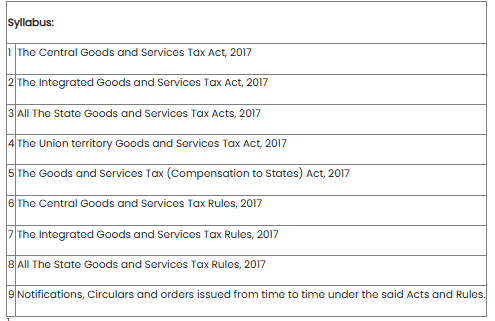 Syllabus:
1 The Central Goods and Services Tax Act, 2017
2 The Integrated Goods and Services Tax Act, 2017
3 All The State Goods and Services Tax Acts, 2017
4 The Union territory Goods and Services Tax Act, 2017
5 The Goods and Services Tax (Compensation to States) Act, 2017
6 The Central Goods and Services Tax Rules, 2017
7 The Integrated Goods and Services Tax Rules, 2017
8 All The State Goods and Services Tax Rules, 2017
9 Notifications, Circulars and orders issued from time to time under the said Acts and Rules.